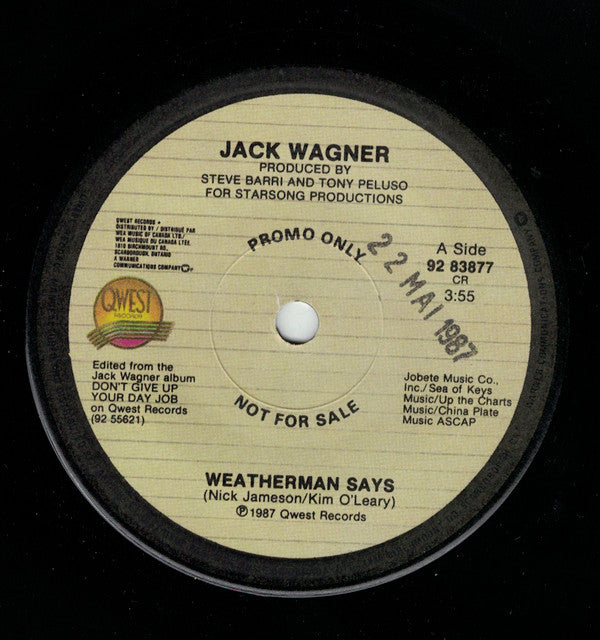 JACK WAGNER
PRODUCED BY
STEVE BARRI AND TONY PELUSO
FOR STARSONG PRODUCTIONS
QWEST RECORDS •
DISTRIBUTED BY / DISTRIBUÉ PAR
WEA MUSIC OF CANADA LTD.
WEA MUSIQUE DU CANADA LTEE.
1810 BIRCHMOUNT RD.,
SCARBOROUGH, ONTARIO
A WARNER
COMMUNICATIONS COMPANY
PROMO ONLY
22 MAI 1987
A Side
92 83877
CR
3:55
QWEST
RECORDS
Edited from the
Jack Wagner album
DON'T GIVE UP
YOUR DAY JOB
on Qwest Records
(92 55621)
Jobete Music Co.,
Inc./Sea of Keys
Music/Up the Charts
Music/China Plate
Music ASCAP
NOT FOR SALE
WEATHERMAN SAYS
(Nick Jameson/Kim O'Leary)
℗1987 Qwest Records